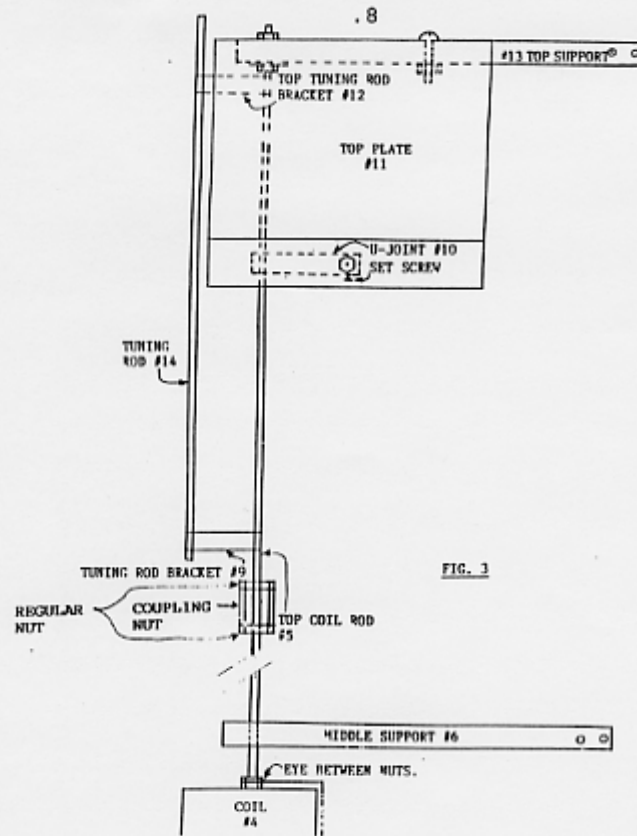 .8
#13 TOP SUPPORT
TOP TUNING ROD
BRACKET #12
TOP PLATE
#11
U-JOINT #10
SET SCREW
TUNING
ROD #14
TUNING ROD BRACKET #9
FIG. 3
REGULAR
NUT
COUPLING
NUT
TOP COIL ROD
#5
MIDDLE SUPPORT #6
EYE BETWEEN NUTS.
COIL
#4